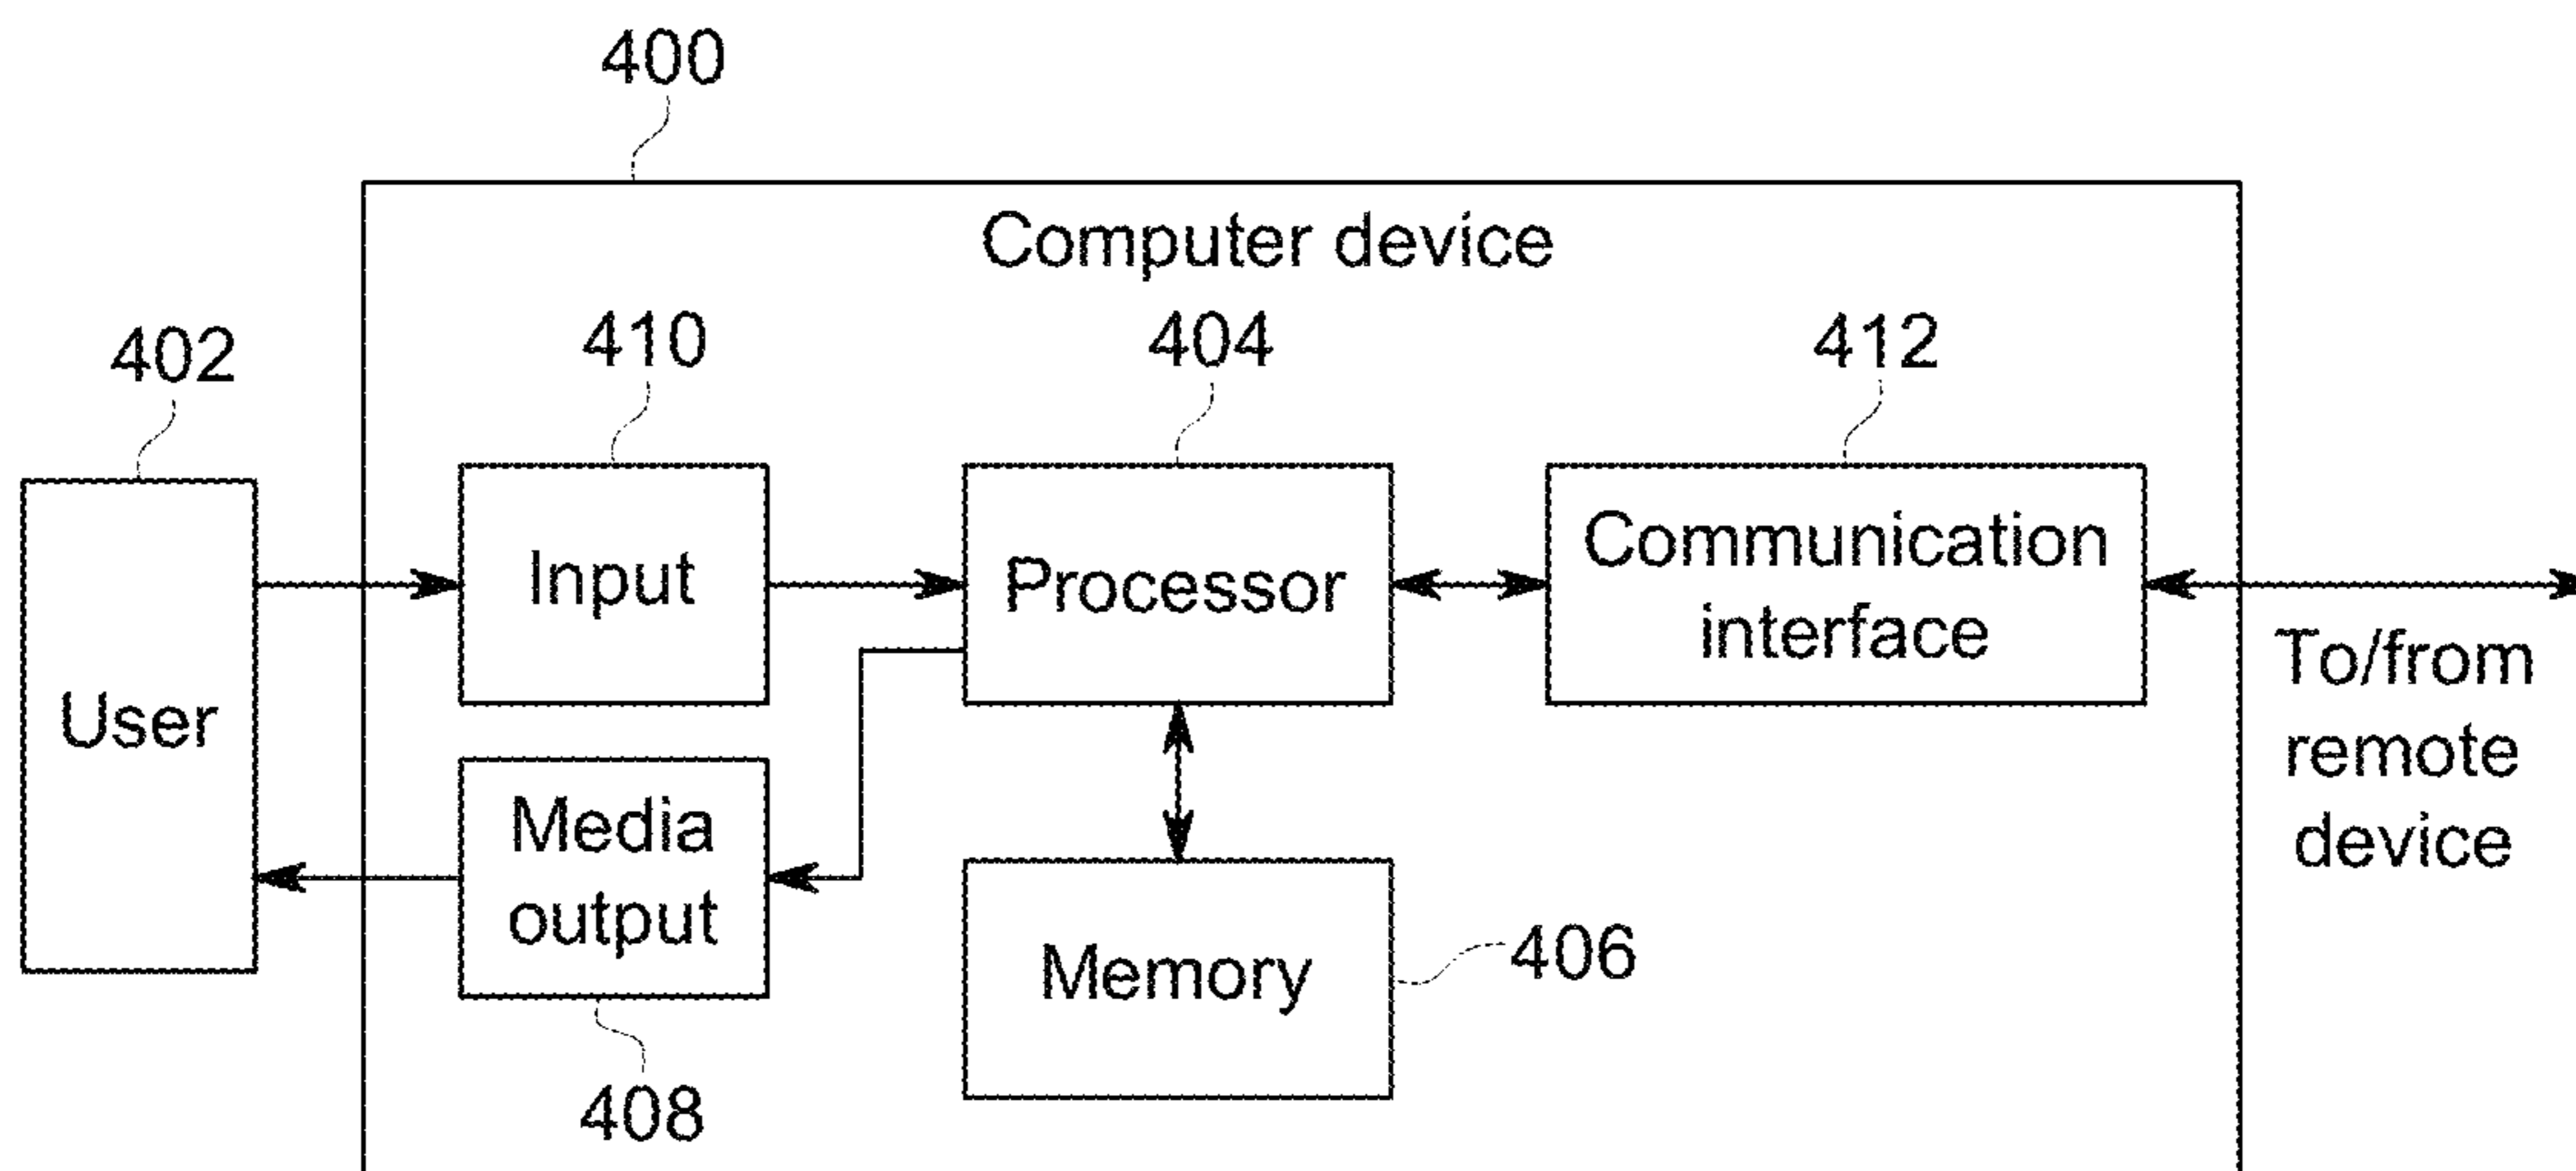 400
Computer device
402
410
404
412
Input
Processor
Communication
interface
User
To/from
remote
device
Media
output
Memory
406
408